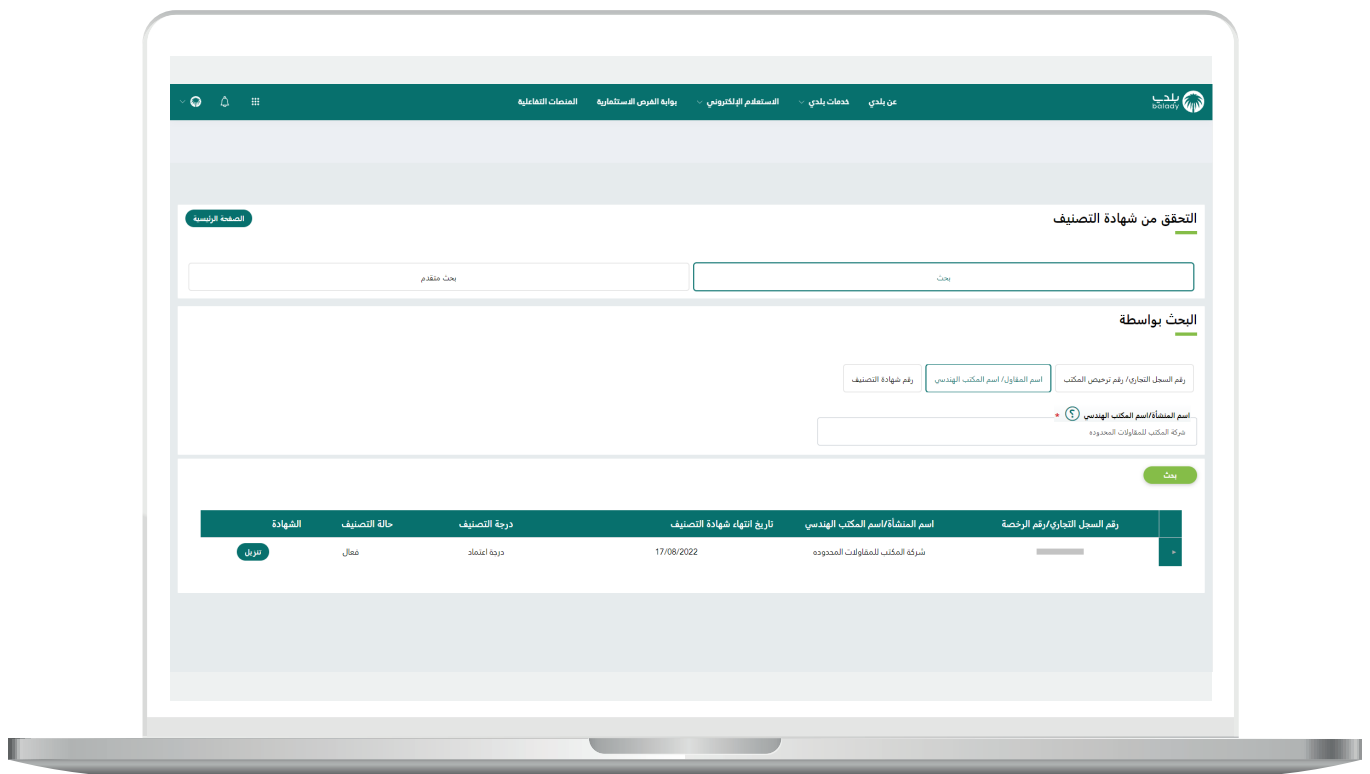 بلدي
balady
عن بلدي
خدمات بلدي
الاستعلام الإلكتروني
بوابة الفرص الاستثمارية
المنصات التفاعلية
التحقق من شهادة التصنيف
الصفحة الرئيسية
بحث
بحث متقدم
البحث بواسطة
رقم السجل التجاري/ رقم ترخيص المكتب
اسم المقاول/ اسم المكتب الهندسي
رقم شهادة التصنيف
اسم المنشأة/اسم المكتب الهندسي ؟ *
شركة المكتب للمقاولات المحدوده
بحث
رقم السجل التجاري/رقم الرخصة اسم المنشأة/اسم المكتب الهندسي تاريخ انتهاء شهادة التصنيف درجة التصنيف حالة التصنيف الشهادة
شركة المكتب للمقاولات المحدوده 17/08/2022 درجة اعتماد فعال تنزيل